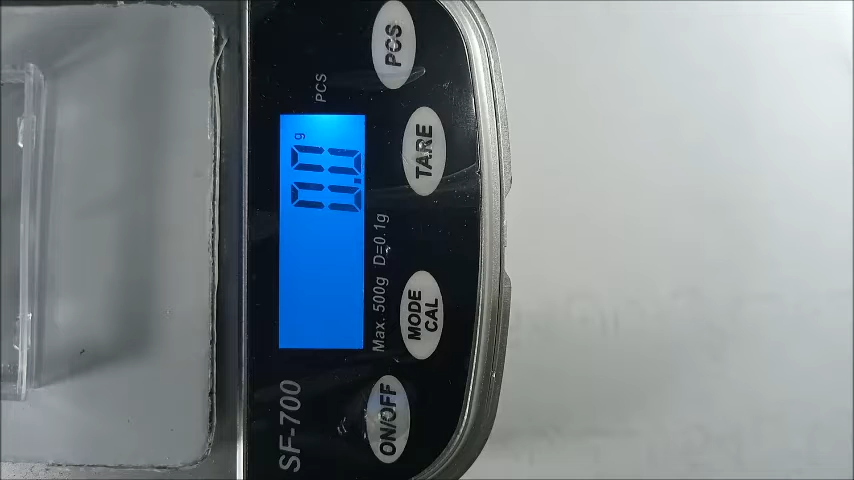 SF-700
Max. 500g D=0.1g
PCS
0.0 g
ON/OFF
MODE
CAL
TARE
PCS